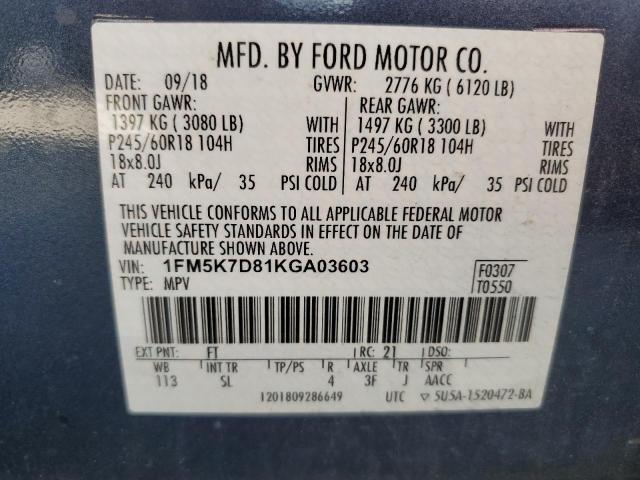 MFD. BY FORD MOTOR CO.
DATE: 09/18 GVWR: 2776 KG ( 6120 LB)
FRONT GAWR: REAR GAWR:
1397 KG ( 3080 LB) WITH 1497 KG ( 3300 LB) WITH
P245/60R18 104H TIRES P245/60R18 104H TIRES
18x8.0J RIMS 18x8.0J RIMS
AT 240 kPa/ 35 PSI COLD AT 240 kPa/ 35 PSI COLD
THIS VEHICLE CONFORMS TO ALL APPLICABLE FEDERAL MOTOR
VEHICLE SAFETY STANDARDS IN EFFECT ON THE DATE OF
MANUFACTURE SHOWN ABOVE.
VIN: 1FM5K7D81KGA03603 F0307
TYPE: MPV T0550
EXT PNT: FT RC: 21 DSO:
WB INT TR TP/PS R AXLE TR SPR
113 SL 4 3F J AACC
1201809286649 UTC ▽ 5U5A-1520472-BA